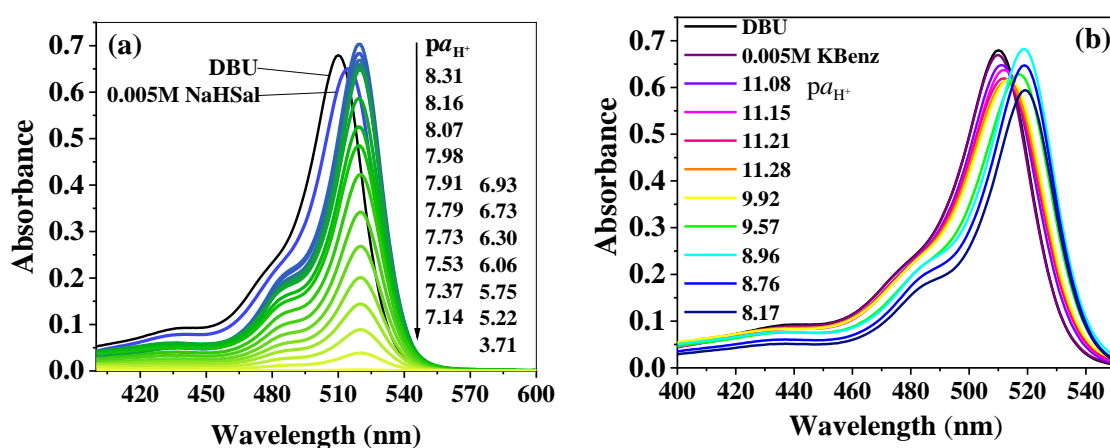 (a)
DBU
0.005M NaHSal
paH+
8.31
8.16
8.07
7.98
7.91
7.79
7.73
7.53
7.37
7.14
6.93
6.73
6.30
6.06
5.75
5.22
3.71
0.7
0.6
0.5
0.4
0.3
0.2
0.1
0.0
Absorbance
420 450 480 510 540 570 600
Wavelength (nm)
(b)
DBU
0.005M KBenz
11.08 paH+
11.15
11.21
11.28
9.92
9.57
8.96
8.76
8.17
0.7
0.6
0.5
0.4
0.3
0.2
0.1
0.0
Absorbance
400 420 440 460 480 500 520 540
Wavelength (nm)